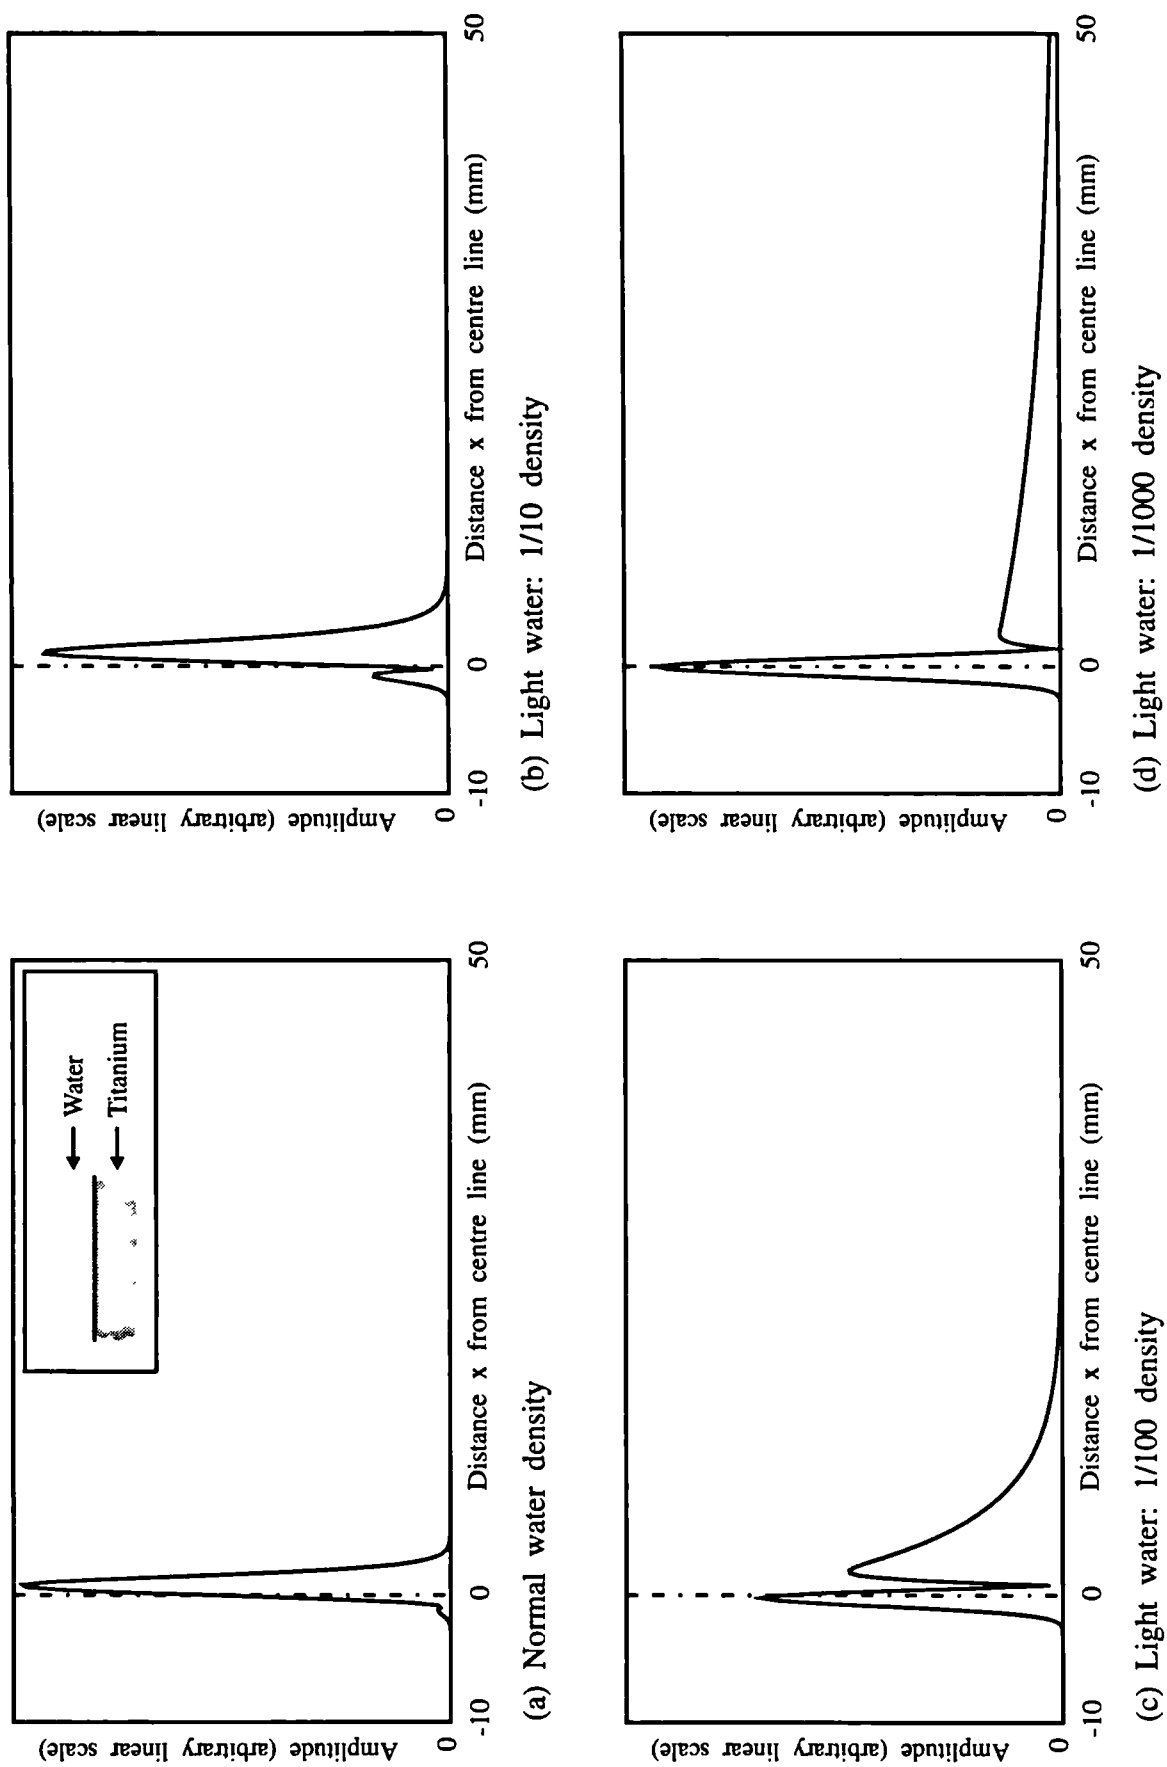 Amplitude (arbitrary linear scale)
Water
Titanium
0
-10
0
50
Distance x from centre line (mm)
(a) Normal water density
Amplitude (arbitrary linear scale)
0
-10
0
50
Distance x from centre line (mm)
(b) Light water: 1/10 density
Amplitude (arbitrary linear scale)
0
-10
0
50
Distance x from centre line (mm)
(c) Light water: 1/100 density
Amplitude (arbitrary linear scale)
0
-10
0
50
Distance x from centre line (mm)
(d) Light water: 1/1000 density